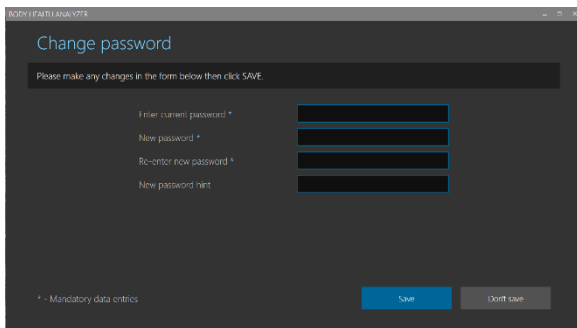 BODY HEALTH ANALYZER
Change password
Please make any changes in the form below then click SAVE.
Enter current password *
New password *
Re-enter new password *
New password hint
* - Mandatory data entries
Save
Don't save